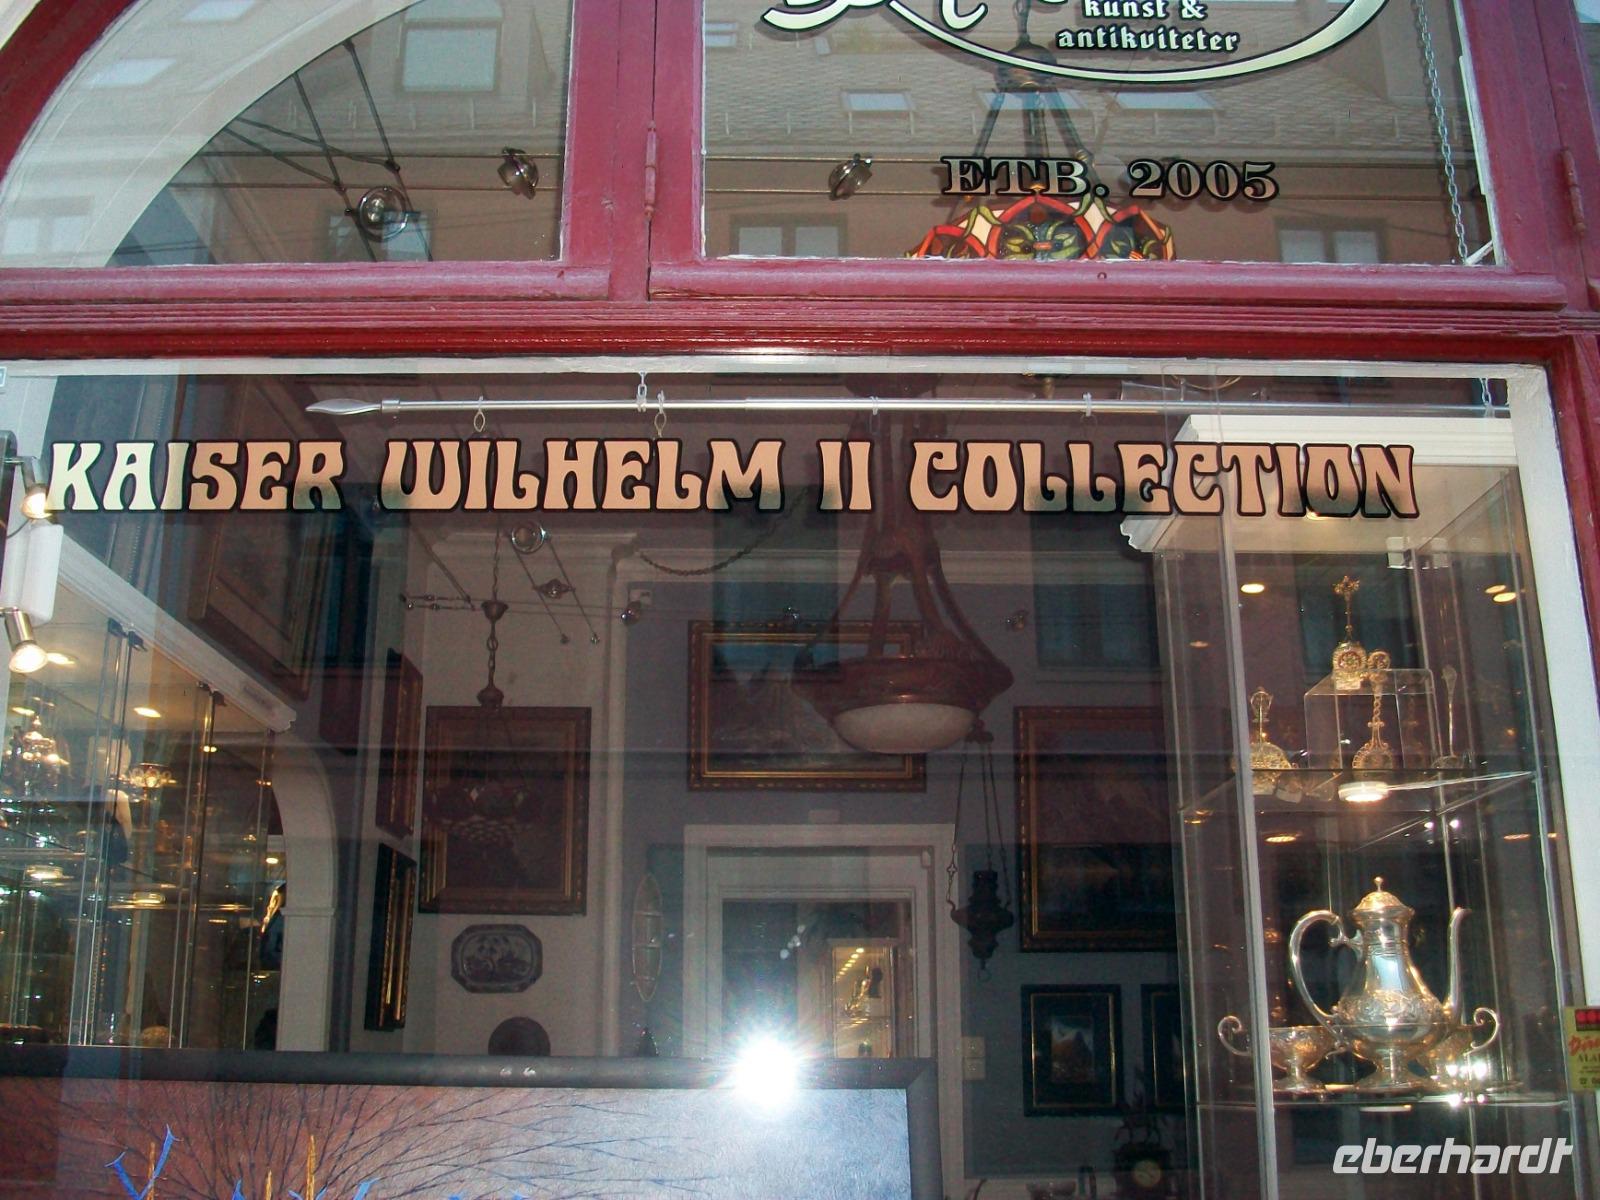 kunst &
antikviteter
ETB. 2005
KAISER WILHELM II COLLECTION
eberhardt